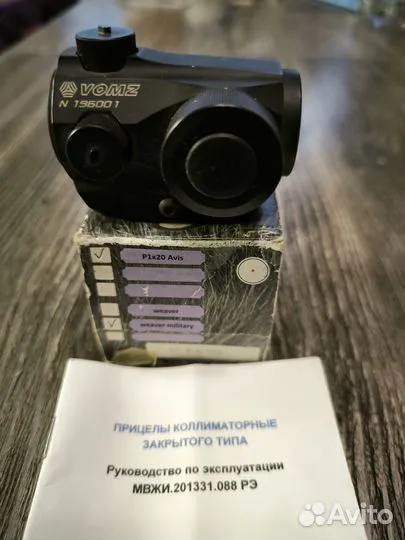 VOMZ
N 196001
P1x20 Avis
weaver
weaver military
ПРИЦЕЛЫ КОЛЛИМАТОРНЫЕ
ЗАКРЫТОГО ТИПА
Руководство по эксплуатации
МВЖИ.201331.088 РЭ
Avito